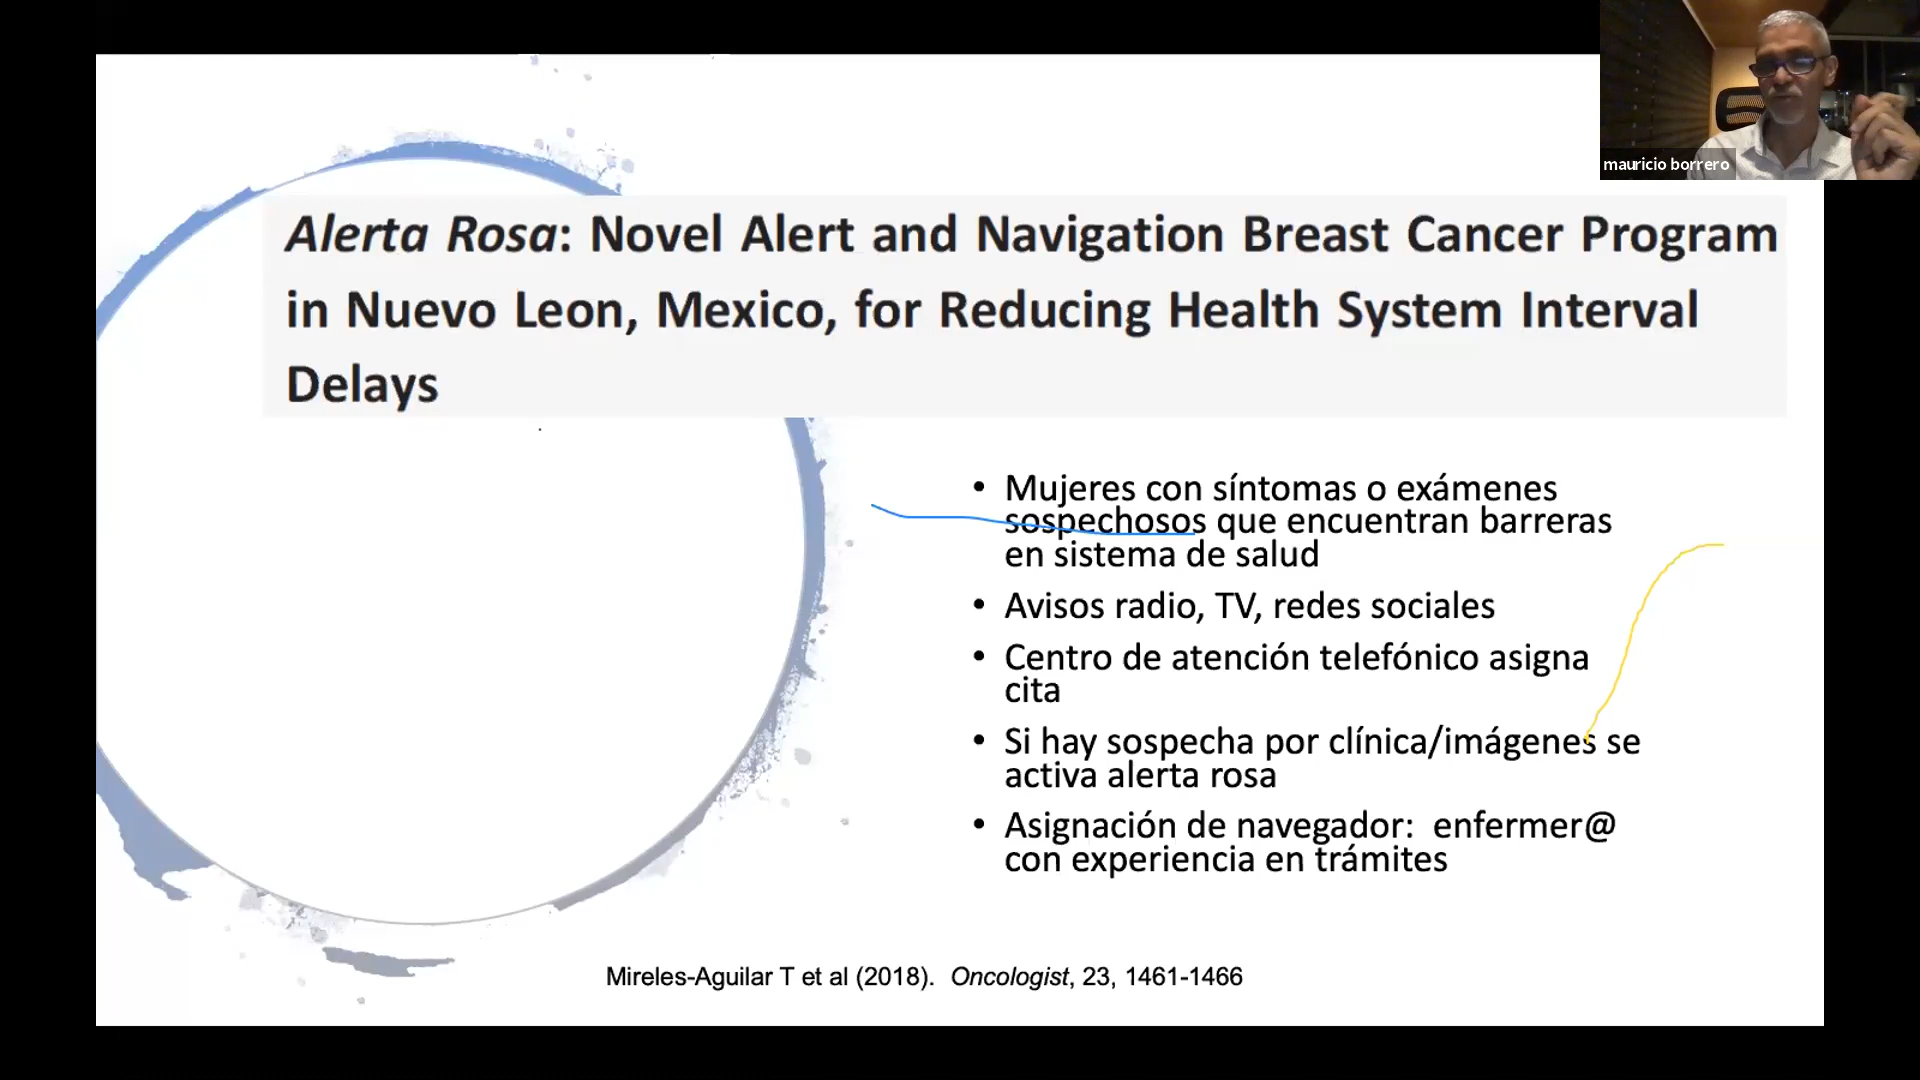 mauricio borrero
Alerta Rosa: Novel Alert and Navigation Breast Cancer Program
in Nuevo Leon, Mexico, for Reducing Health System Interval
Delays
• Mujeres con síntomas o exámenes
sospechosos que encuentran barreras
en sistema de salud
• Avisos radio, TV, redes sociales
• Centro de atención telefónico asigna
cita
• Si hay sospecha por clínica/imágenes se
activa alerta rosa
• Asignación de navegador:  enfermer@
con experiencia en trámites
Mireles-Aguilar T et al (2018).  Oncologist, 23, 1461-1466